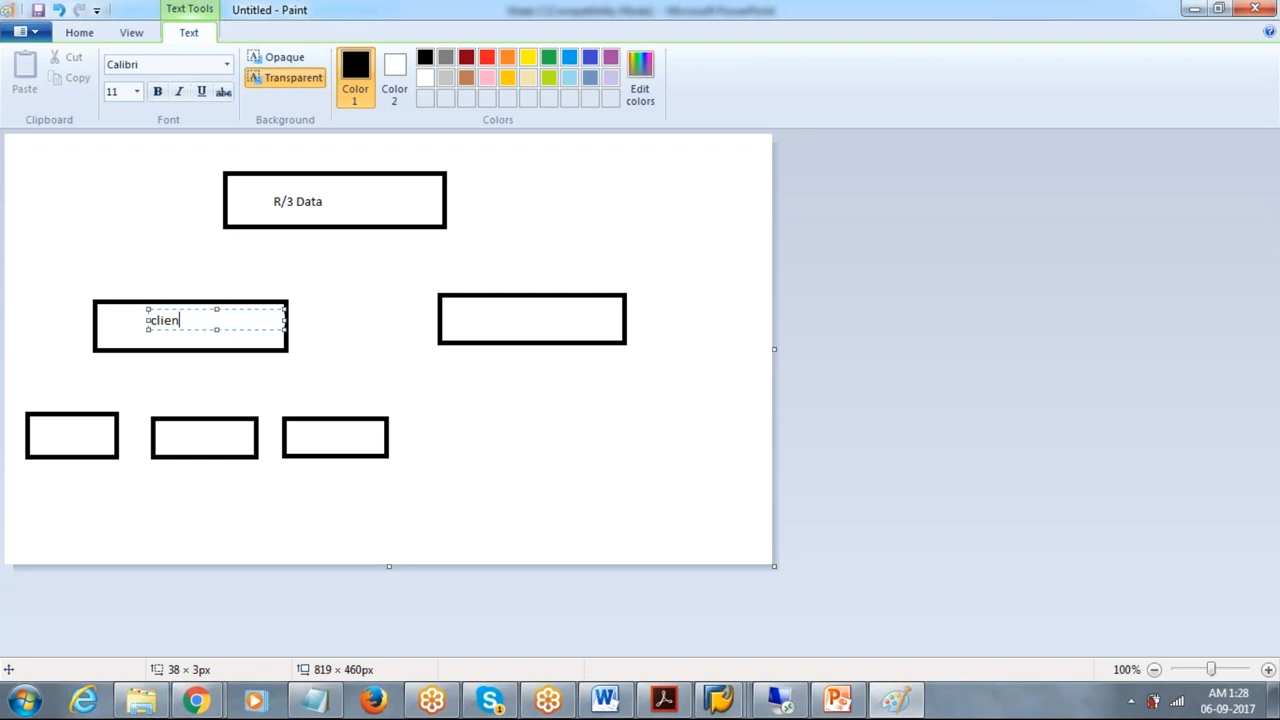 Text Tools
Untitled - Paint
Home
View
Text
Paste
Cut
Copy
Clipboard
Calibri
11
B I U abc
Font
Opaque
Transparent
Background
Color
1
Color
2
Edit
colors
Colors
R/3 Data
clien
38 × 3px
819 × 460px
100%
AM 1:28
06-09-2017